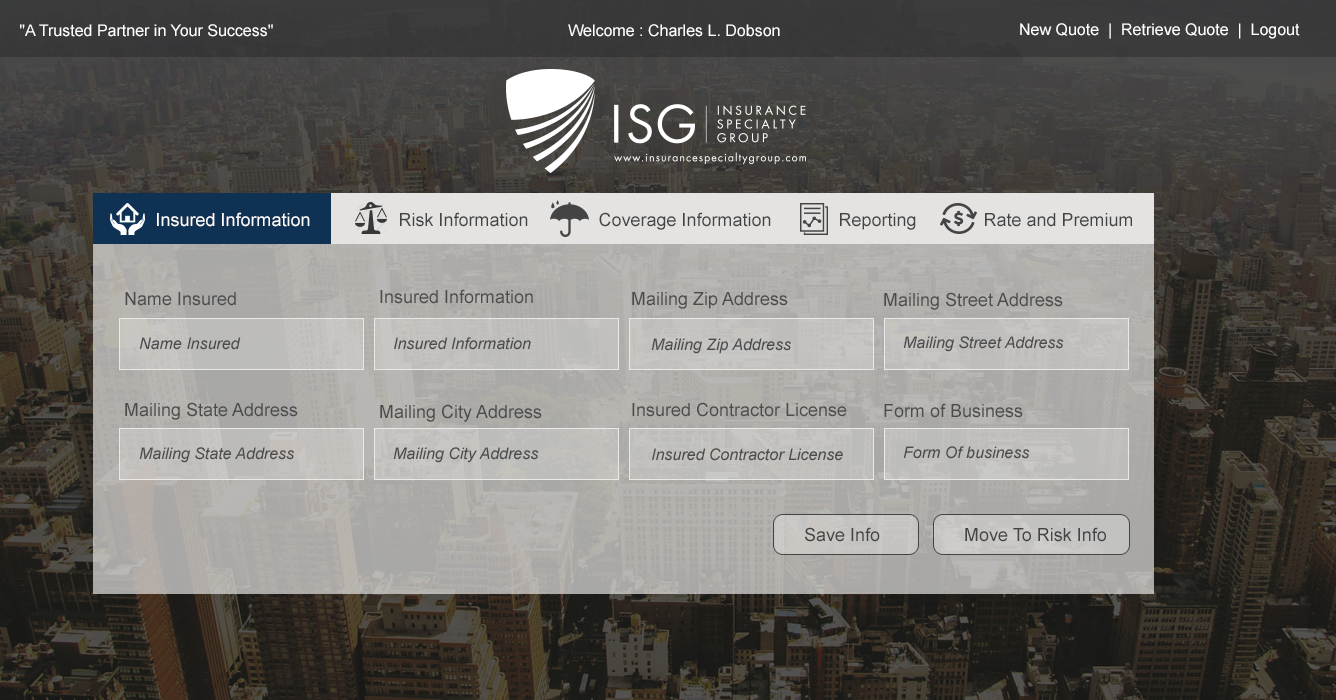 "A Trusted Partner in Your Success"
Welcome : Charles L. Dobson
New Quote | Retrieve Quote | Logout
ISG
INSURANCE
SPECIALTY
GROUP
www.insurancespecialtygroup.com
Insured Information
Risk Information
Coverage Information
Reporting
Rate and Premium
Name Insured
Insured Information
Mailing Zip Address
Mailing Street Address
Name Insured
Insured Information
Mailing Zip Address
Mailing Street Address
Mailing State Address
Mailing City Address
Insured Contractor License
Form of Business
Mailing State Address
Mailing City Address
Insured Contractor License
Form Of business
Save Info
Move To Risk Info